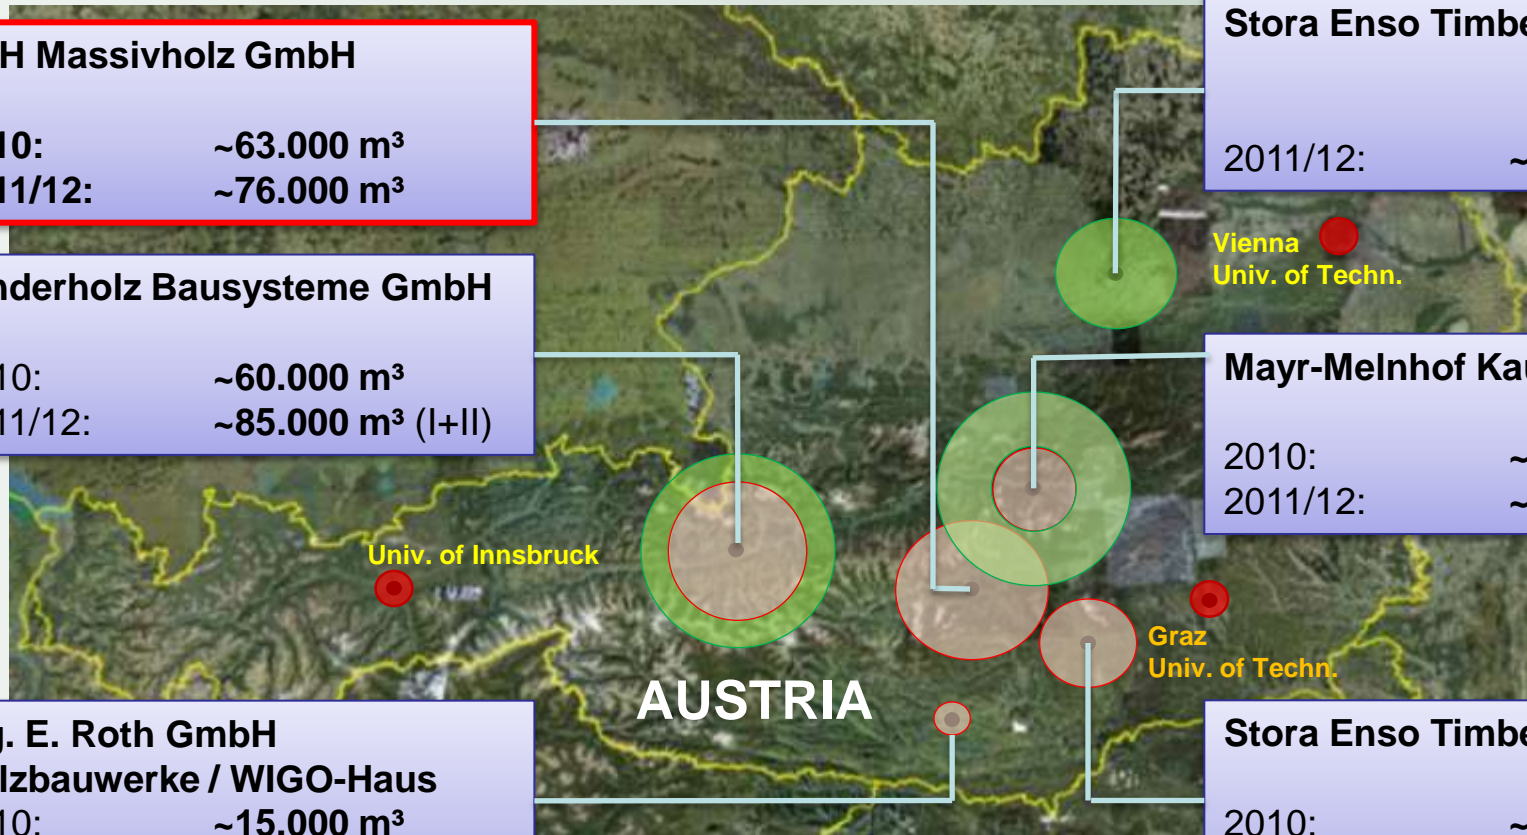 H Massivholz GmbH
10: ~63.000 m³
11/12: ~76.000 m³
nderholz Bausysteme GmbH
10: ~60.000 m³
11/12: ~85.000 m³ (I+II)
g. E. Roth GmbH
lzbauwerke / WIGO-Haus
10: ~15.000 m³
Univ. of Innsbruck
AUSTRIA
Vienna
Univ. of Techn.
Graz
Univ. of Techn.
Stora Enso Timbe
2011/12: ~
Mayr-Melnhof Kau
2010: ~
2011/12: ~
Stora Enso Timbe
2010: ~